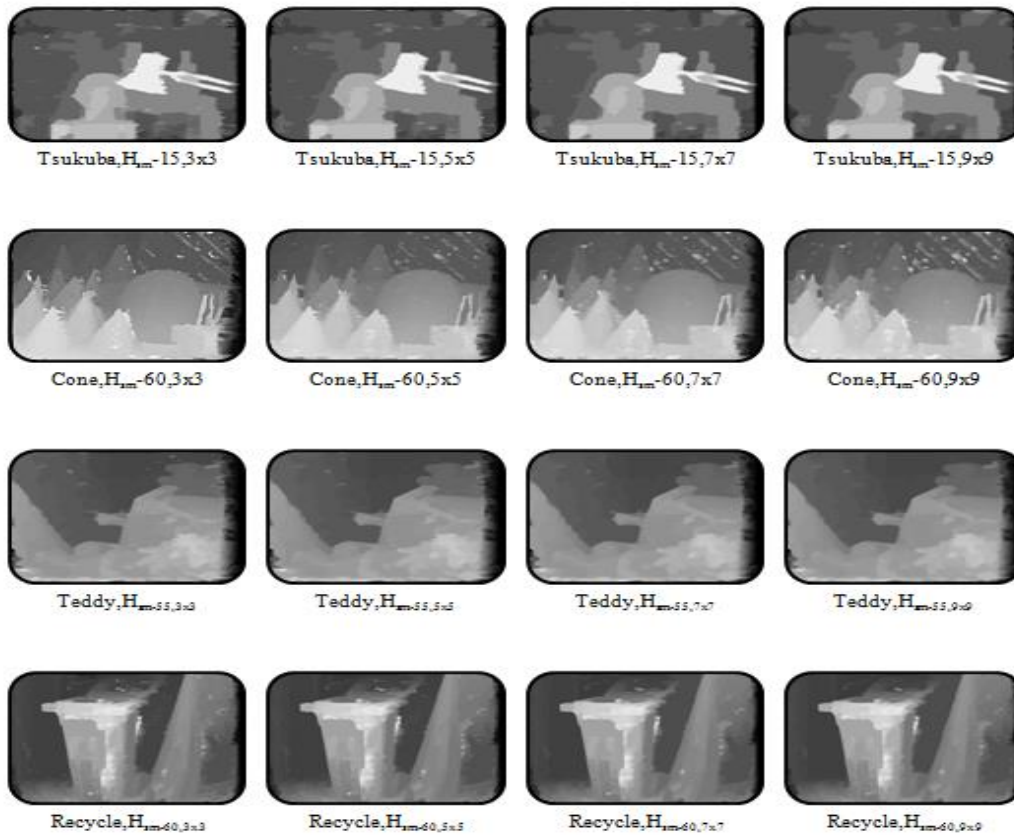 Tsukuba,Hsm-15,3x3 Tsukuba,Hsm-15,5x5 Tsukuba,Hsm-15,7x7 Tsukuba,Hsm-15,9x9
Cone,Hsm-60,3x3 Cone,Hsm-60,5x5 Cone,Hsm-60,7x7 Cone,Hsm-60,9x9
Teddy,Hsm-55,3x3 Teddy,Hsm-55,5x5 Teddy,Hsm-55,7x7 Teddy,Hsm-55,9x9
Recycle,Hsm-60,3x3 Recycle,Hsm-60,5x5 Recycle,Hsm-60,7x7 Recycle,Hsm-60,9x9